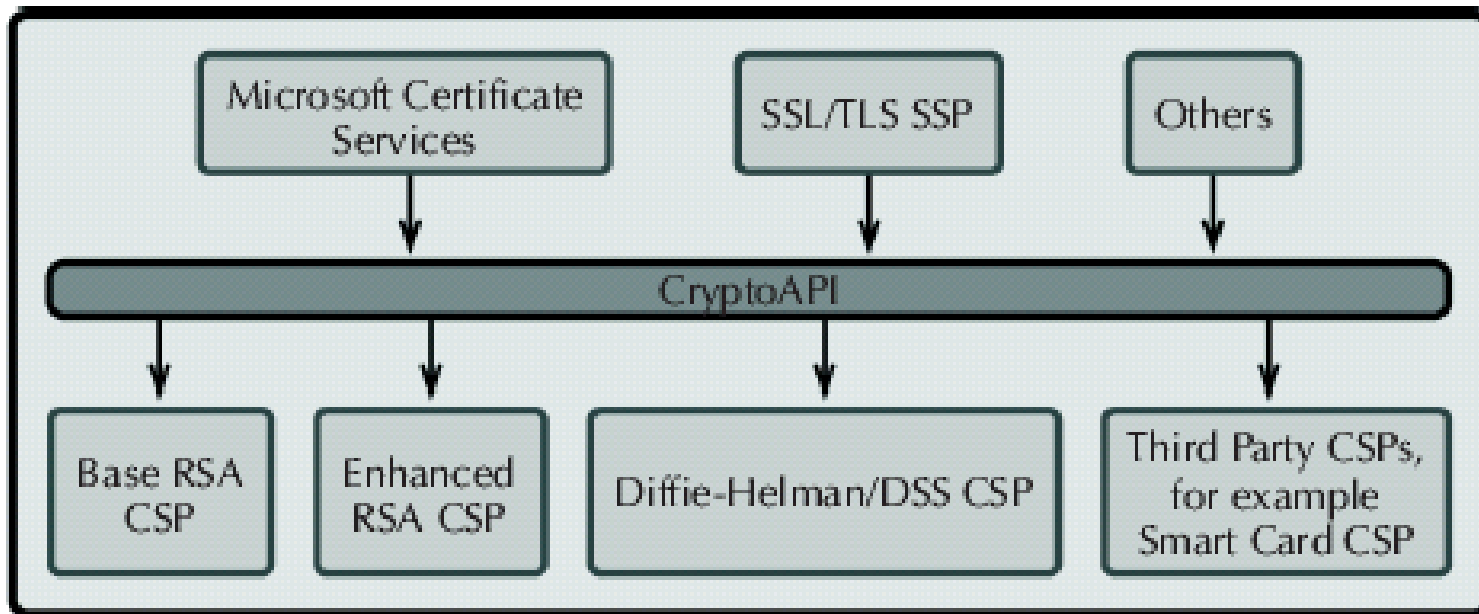 Microsoft Certificate
Services
SSL/TLS SSP
Others
CryptoAPI
Base RSA
CSP
Enhanced
RSA CSP
Diffie-Helman/DSS CSP
Third Party CSPs,
for example
Smart Card CSP